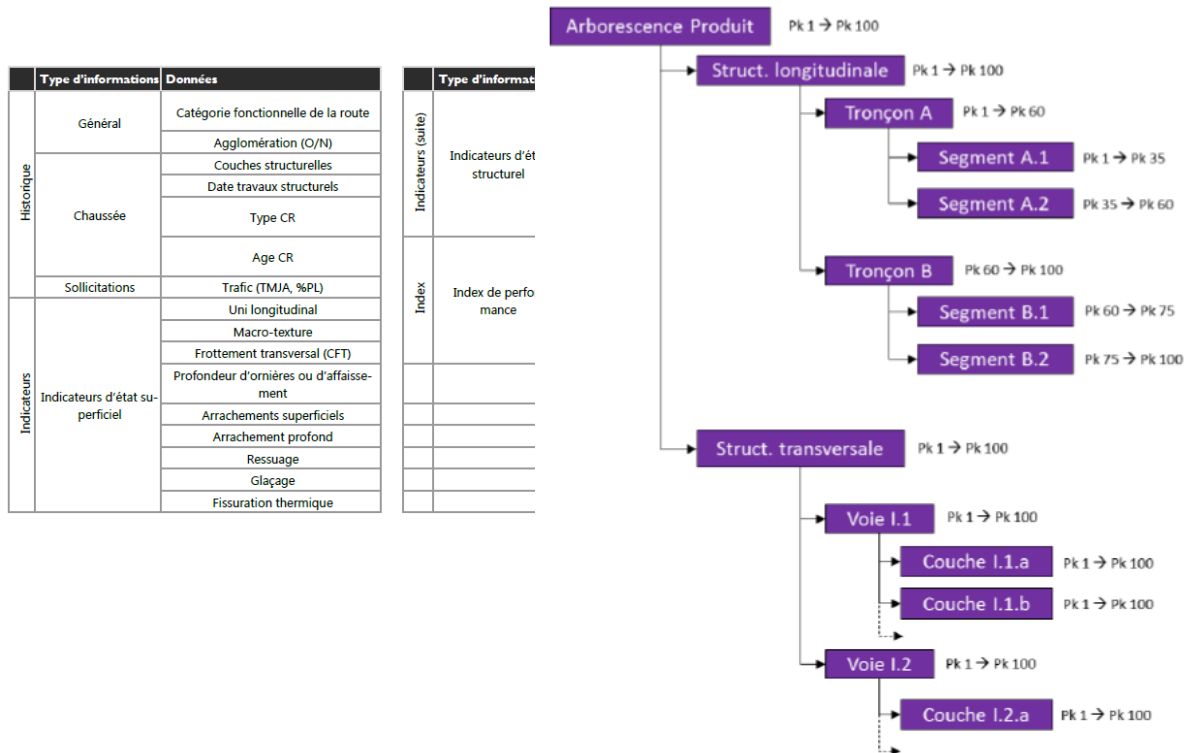 Type d'informations Données
Historique
Général
Catégorie fonctionnelle de la route
Agglomération (O/N)
Chaussée
Couches structurelles
Date travaux structurels
Type CR
Age CR
Sollicitations
Trafic (TMJA, %PL)
Indicateurs
Indicateurs d'état su-
perficiel
Uni longitudinal
Macro-texture
Frottement transversal (CFT)
Profondeur d'ornières ou d'affaisse-
ment
Arrachements superficiels
Arrachement profond
Ressuage
Glaçage
Fissuration thermique
Type d'informat
Indicateurs (suite)
Indicateurs d'ét
structurel
Index
Index de perfor
mance
Arborescence Produit Pk 1 → Pk 100
Struct. longitudinale Pk 1 → Pk 100
Tronçon A Pk 1 → Pk 60
Segment A.1 Pk 1 → Pk 35
Segment A.2 Pk 35 → Pk 60
Tronçon B Pk 60 → Pk 100
Segment B.1 Pk 60 → Pk 75
Segment B.2 Pk 75 → Pk 100
Struct. transversale Pk 1 → Pk 100
Voie I.1 Pk 1 → Pk 100
Couche I.1.a Pk 1 → Pk 100
Couche I.1.b Pk 1 → Pk 100
Voie I.2 Pk 1 → Pk 100
Couche I.2.a Pk 1 → Pk 100